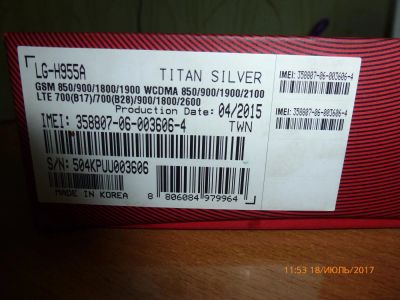 LG-H955A TITAN SILVER
GSM 850/900/1800/1900 WCDMA 850/900/1900/2100
LTE 700(B17)/700(B28)/900/1800/2600
Production Date: 04/2015
IMEI: 358807-06-003606-4 TWN
S/N: 504KPUU003606
MADE IN KOREA
8 806084 979964
IMEI: 358807-06-003606-4
IMEI: 358807-06-003606-4
11:53 18/ИЮЛЬ/2017